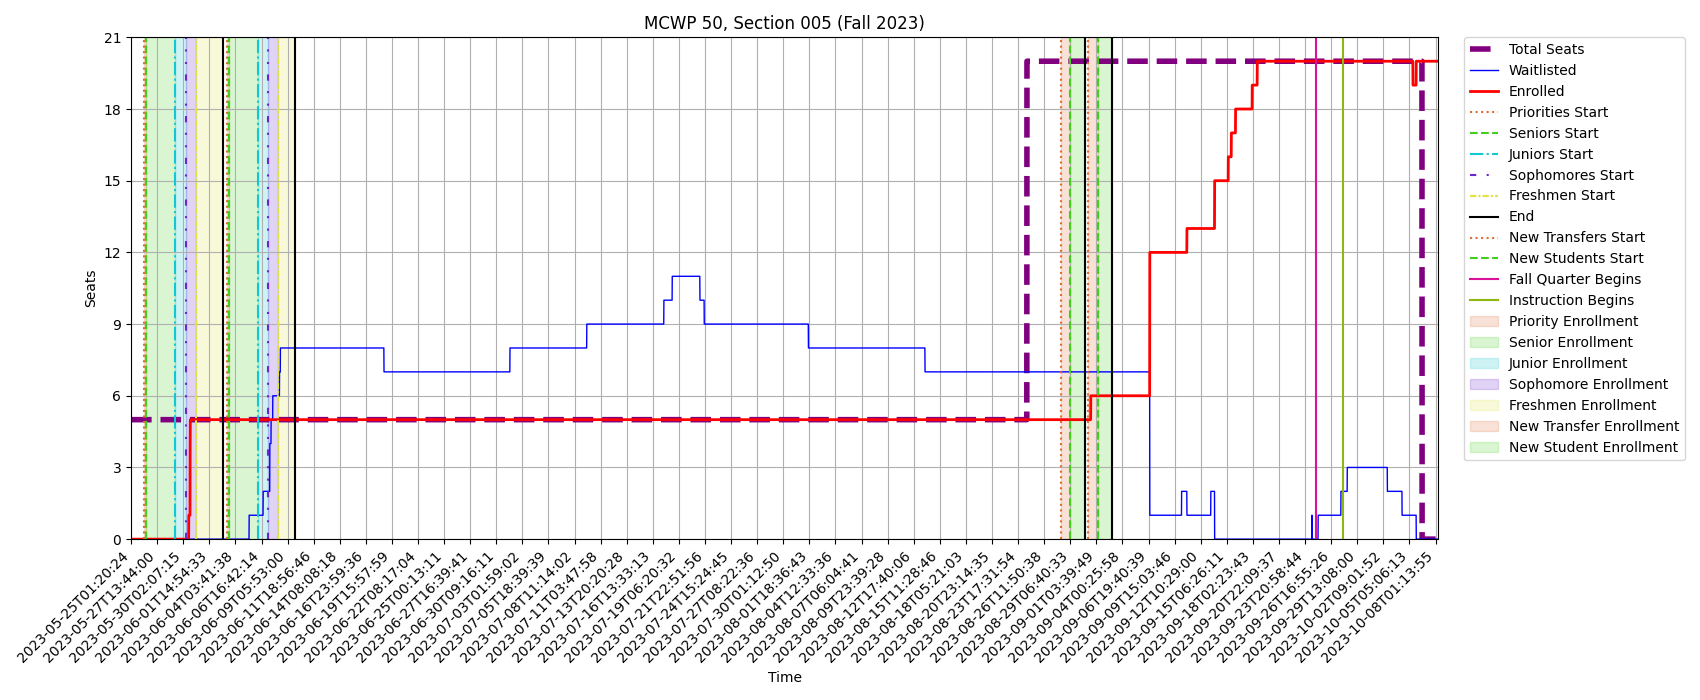 MCWP 50, Section 005 (Fall 2023)
21
18
15
12
9
6
3
0
Seats
2023-05-25T01:20:24
2023-05-27T13:44:00
2023-05-30T02:07:15
2023-06-01T14:54:33
2023-06-04T03:41:38
2023-06-06T16:42:14
2023-06-09T05:53:00
2023-06-11T18:56:46
2023-06-14T08:08:18
2023-06-16T23:59:36
2023-06-19T15:57:59
2023-06-22T08:17:04
2023-06-25T00:13:11
2023-06-27T16:39:41
2023-06-30T09:16:11
2023-07-03T01:59:02
2023-07-05T18:39:39
2023-07-08T11:14:02
2023-07-11T03:47:58
2023-07-13T20:20:28
2023-07-16T13:33:13
2023-07-19T06:20:32
2023-07-21T22:51:56
2023-07-24T15:24:45
2023-07-27T08:22:36
2023-07-30T01:12:50
2023-08-01T18:36:43
2023-08-04T12:33:36
2023-08-07T06:04:41
2023-08-09T23:39:28
2023-08-12T17:40:06
2023-08-15T11:28:46
2023-08-18T05:21:03
2023-08-20T23:14:35
2023-08-23T17:31:54
2023-08-26T11:50:38
2023-08-29T06:40:33
2023-09-01T03:39:49
2023-09-04T00:25:58
2023-09-06T19:40:39
2023-09-09T15:03:46
2023-09-12T10:29:00
2023-09-15T06:26:11
2023-09-18T02:23:43
2023-09-20T22:09:37
2023-09-23T20:58:44
2023-09-26T16:55:26
2023-09-29T13:08:00
2023-10-02T09:01:52
2023-10-05T05:06:13
2023-10-08T01:13:55
Time
Total Seats
Waitlisted
Enrolled
Priorities Start
Seniors Start
Juniors Start
Sophomores Start
Freshmen Start
End
New Transfers Start
New Students Start
Fall Quarter Begins
Instruction Begins
Priority Enrollment
Senior Enrollment
Junior Enrollment
Sophomore Enrollment
Freshmen Enrollment
New Transfer Enrollment
New Student Enrollment